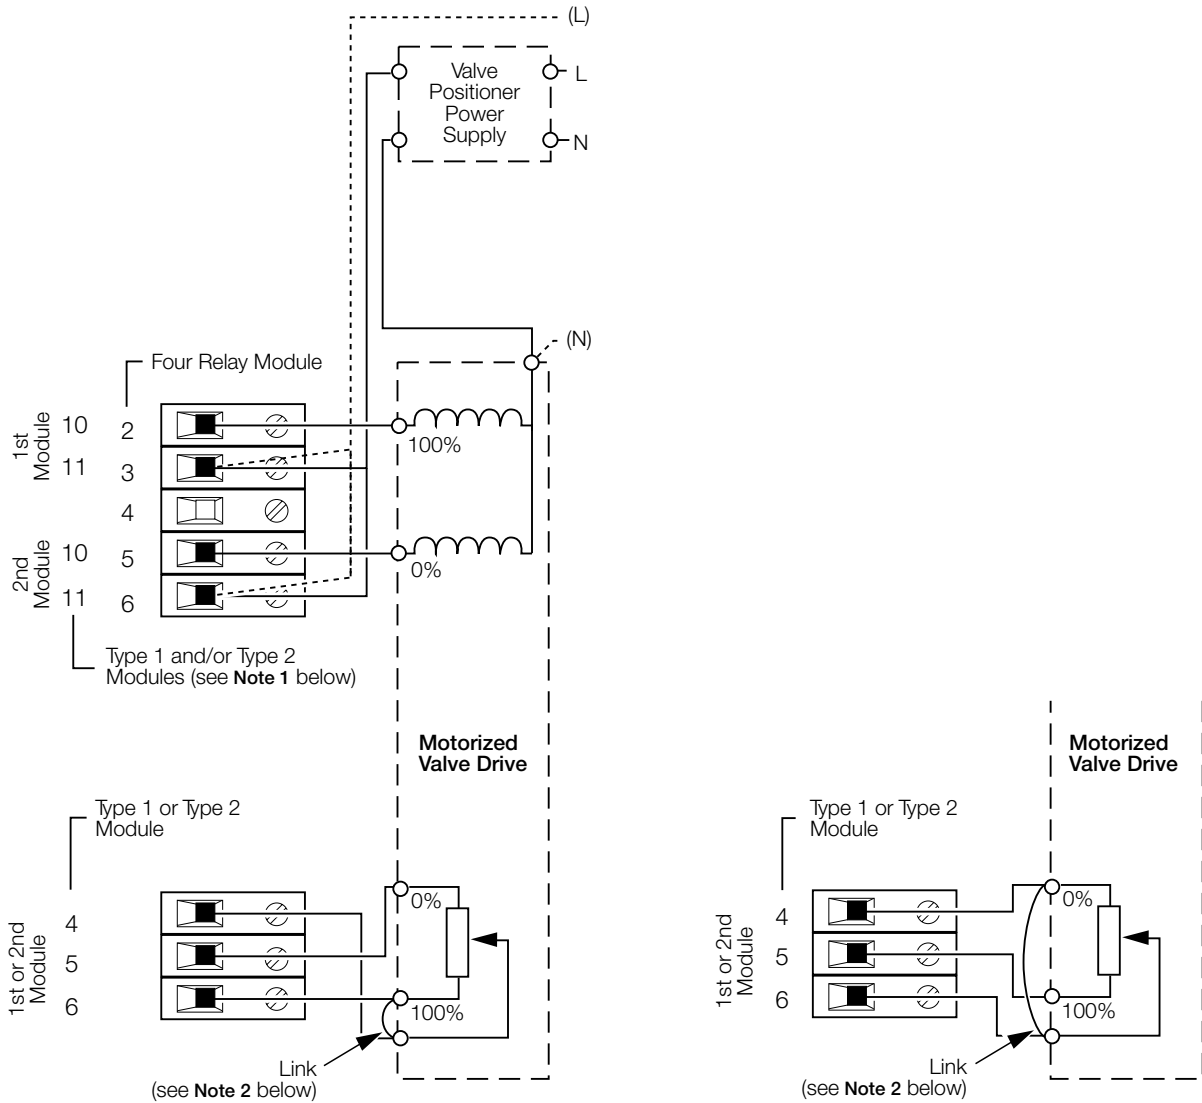 (L)
Valve
Positioner
Power
Supply
L
N
(N)
Four Relay Module
1st
Module
10 2
100%
11 3
4
2nd
Module
10 5
0%
11 6
Type 1 and/or Type 2
Modules (see Note 1 below)
Motorized
Valve Drive
Type 1 or Type 2
Module
1st or 2nd
Module
4
5
6
0%
100%
Link
(see Note 2 below)
Motorized
Valve Drive
Type 1 or Type 2
Module
1st or 2nd
Module
4
5
6
0%
100%
Link
(see Note 2 below)